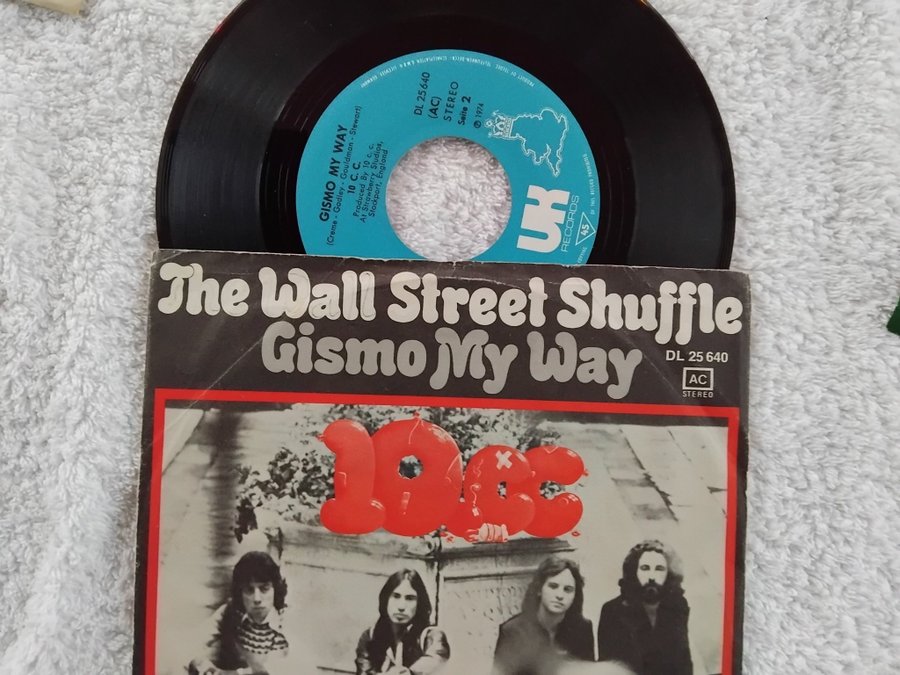 DL 25640
(AC)
STEREO
Seite 2
℗ 1974
GISMO MY WAY
(Creme - Godley - Gouldman - Stewart)
10 C. C.
Produced By 10 c. c.
At Strawberry Studios,
Stockport, England
UK
RECORDS
45
The Wall Street Shuffle
Gismo My Way
DL 25 640
AC
STEREO
10cc